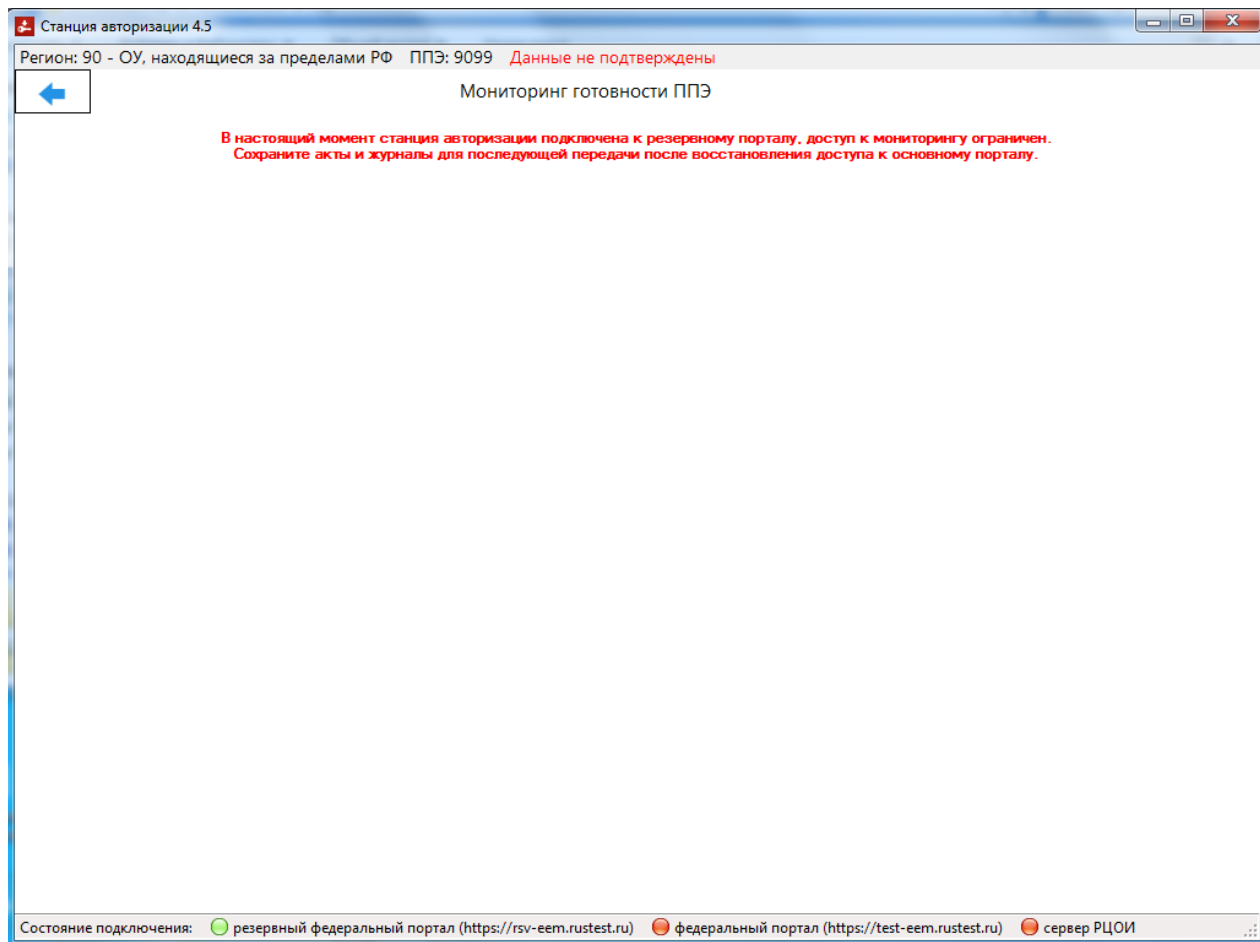 Станция авторизации 4.5
Регион: 90 - ОУ, находящиеся за пределами РФ ППЭ: 9099 Данные не подтверждены
Мониторинг готовности ППЭ
В настоящий момент станция авторизации подключена к резервному порталу, доступ к мониторингу ограничен.
Сохраните акты и журналы для последующей передачи после восстановления доступа к основному порталу.
Состояние подключения: резервный федеральный портал (https://rsv-eem.rustest.ru) федеральный портал (https://test-eem.rustest.ru) сервер РЦОИ